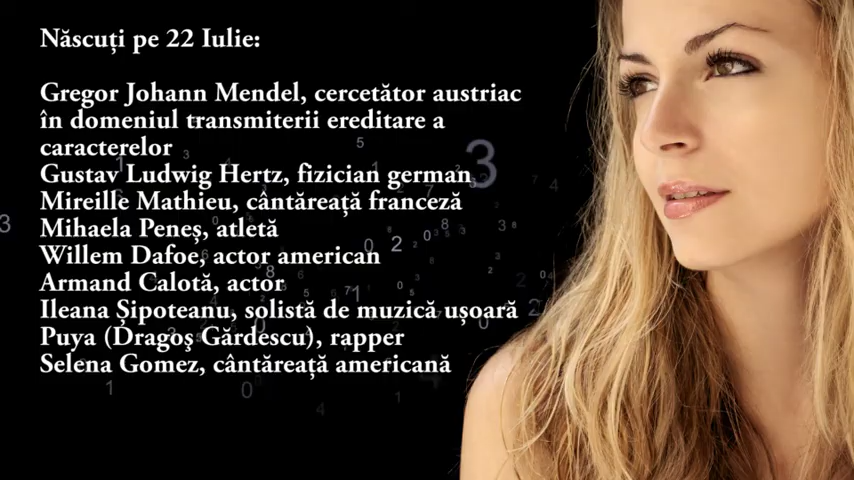 Născuți pe 22 Iulie:
Gregor Johann Mendel, cercetător austriac
în domeniul transmiterii ereditare a
caracterelor
Gustav Ludwig Hertz, fizician german
Mireille Mathieu, cântăreață franceză
Mihaela Peneș, atletă
Willem Dafoe, actor american
Armand Calotă, actor
Ileana Șipoteanu, solistă de muzică ușoară
Puya (Dragoş Gărdescu), rapper
Selena Gomez, cântăreață americană